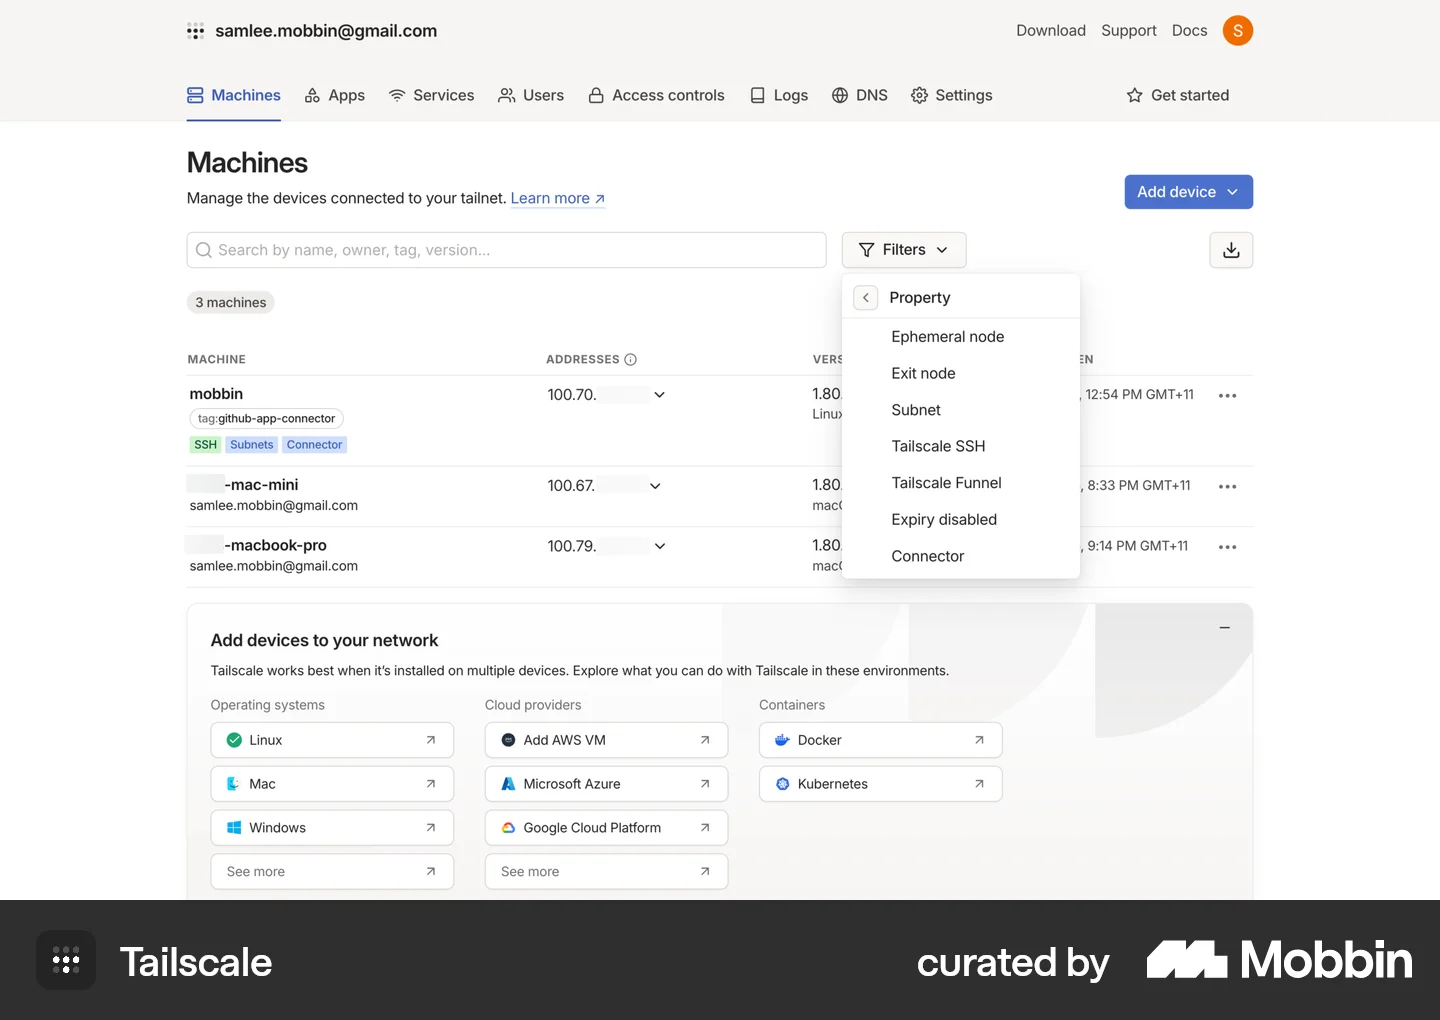 samlee.mobbin@gmail.com
Download Support Docs S
Machines Apps Services Users Access controls Logs DNS Settings Get started
Machines
Manage the devices connected to your tailnet. Learn more ↗
Add device
Search by name, owner, tag, version...
Filters
3 machines
Property
Ephemeral node
Exit node
Subnet
Tailscale SSH
Tailscale Funnel
Expiry disabled
Connector
MACHINE ADDRESSES VERS EN
mobbin 100.70. 1.80. , 12:54 PM GMT+11
tag:github-app-connector Linux
SSH Subnets Connector
-mac-mini 100.67. 1.80. , 8:33 PM GMT+11
samlee.mobbin@gmail.com mac
-macbook-pro 100.79. 1.80. , 9:14 PM GMT+11
samlee.mobbin@gmail.com mac
Add devices to your network
Tailscale works best when it’s installed on multiple devices. Explore what you can do with Tailscale in these environments.
Operating systems Cloud providers Containers
Linux Add AWS VM Docker
Mac Microsoft Azure Kubernetes
Windows Google Cloud Platform
See more See more
Tailscale
curated by Mobbin